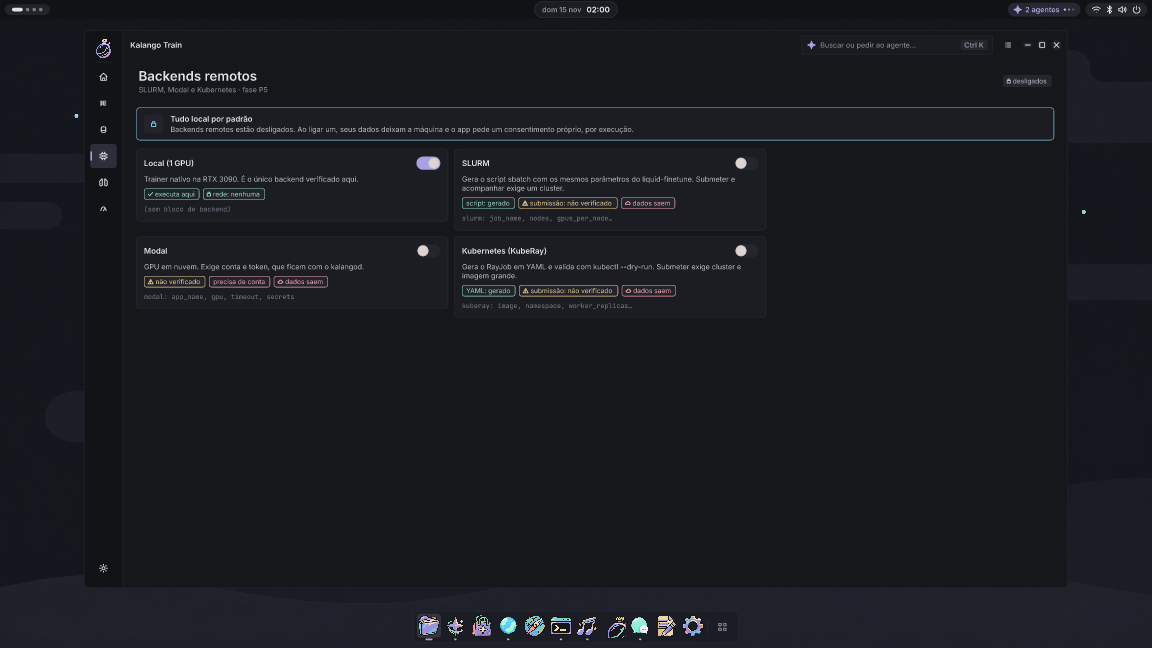 dom 15 nov 02:00
2 agentes
Kalango Train
Buscar ou pedir ao agente... Ctrl K
Backends remotos
SLURM, Modal e Kubernetes · fase P5
desligados
Tudo local por padrão
Backends remotos estão desligados. Ao ligar um, seus dados deixam a máquina e o app pede um consentimento próprio, por execução.
Local (1 GPU)
Trainer nativo na RTX 3090. É o único backend verificado aqui.
executa aqui
rede: nenhuma
(sem bloco de backend)
SLURM
Gera o script sbatch com os mesmos parâmetros do liquid-finetune. Submeter e
acompanhar exige um cluster.
script: gerado
submissão: não verificado
dados saem
slurm: job_name, nodes, gpus_per_node…
Modal
GPU em nuvem. Exige conta e token, que ficam com o kalangod.
não verificado
precisa de conta
dados saem
modal: app_name, gpu, timeout, secrets
Kubernetes (KubeRay)
Gera o RayJob em YAML e valida com kubectl --dry-run. Submeter exige cluster e
imagem grande.
YAML: gerado
submissão: não verificado
dados saem
kuberay: image, namespace, worker_replicas…